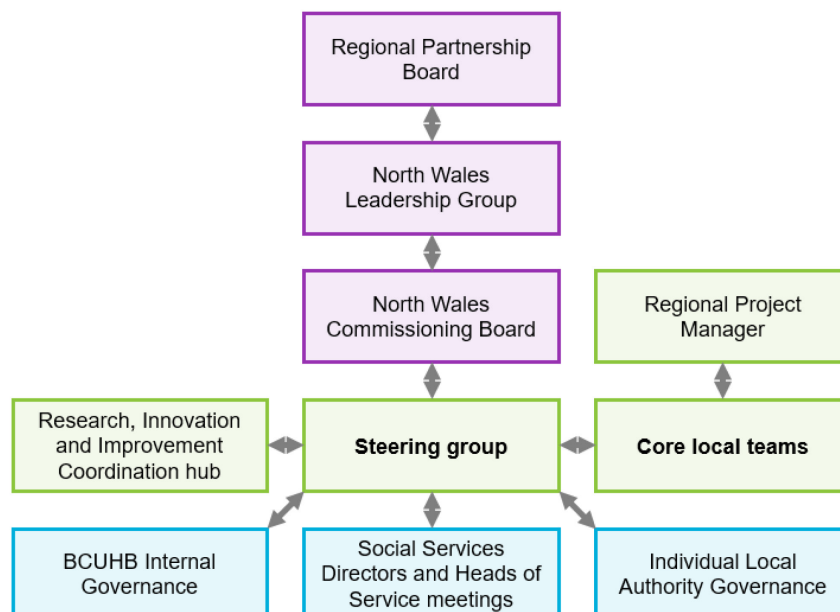 Regional Partnership
Board
North Wales
Leadership Group
North Wales
Commissioning Board
Regional Project
Manager
Research, Innovation
and Improvement
Coordination hub
Steering group
Core local teams
BCUHB Internal
Governance
Social Services
Directors and Heads of
Service meetings
Individual Local
Authority Governance